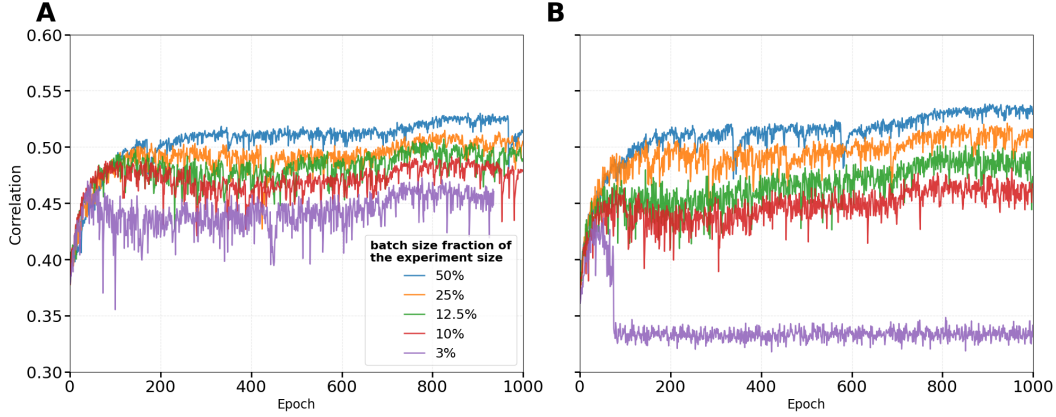 A
B
0.60
0.55
0.50
0.45
0.40
0.35
0.30
Correlation
batch size fraction of
the experiment size
50%
25%
12.5%
10%
3%
0 200 400 600 800 1000
Epoch
0 200 400 600 800 1000
Epoch